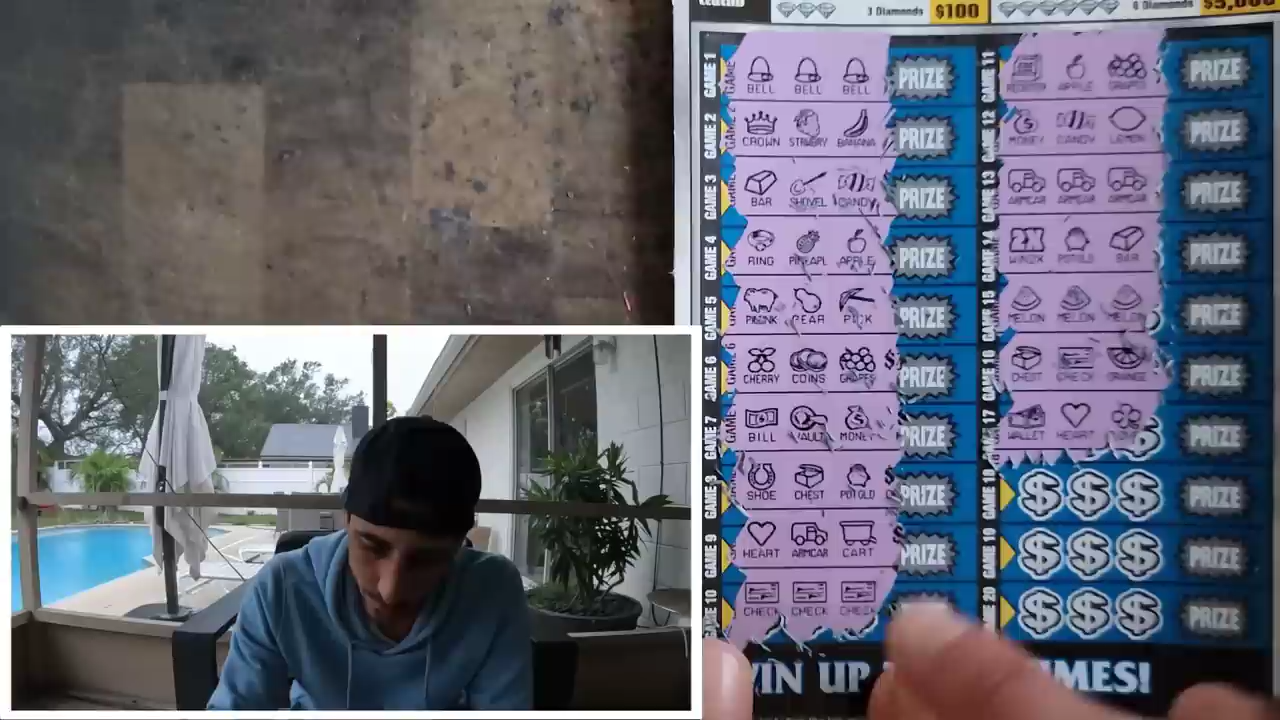 3 Diamonds $100 6 Diamonds $5,000
GAME 1 BELL BELL BELL PRIZE
GAME 2 CROWN STRWBRY BANANA PRIZE
GAME 3 BAR SHOVEL CANDY PRIZE
GAME 4 RING PINEAPL APPLE PRIZE
GAME 5 PEAR PICK PRIZE
GAME 6 CHERRY COINS GRAPES $ PRIZE
GAME 7 BILL VAULT MONEY PRIZE
GAME 8 SHOE CHEST POTGLD PRIZE
GAME 9 HEART ARMCAR CART PRIZE
GAME 10 CHECK CHECK CHECK
GAME 11 APPLE GRAPES PRIZE
GAME 12 MONEY CANDY LEMON PRIZE
GAME 13 ARMCAR ARMCAR ARMCAR PRIZE
GAME 14 POTGLD BAR PRIZE
GAME 15 MELON MELON MELON PRIZE
GAME 16 CHEST CHECK ORANGE PRIZE
GAME 17 WALLET HEART PRIZE
GAME 18 $ $ $ PRIZE
GAME 19 $ $ $ PRIZE
20 $ $ $ PRIZE
WIN UP TIMES!